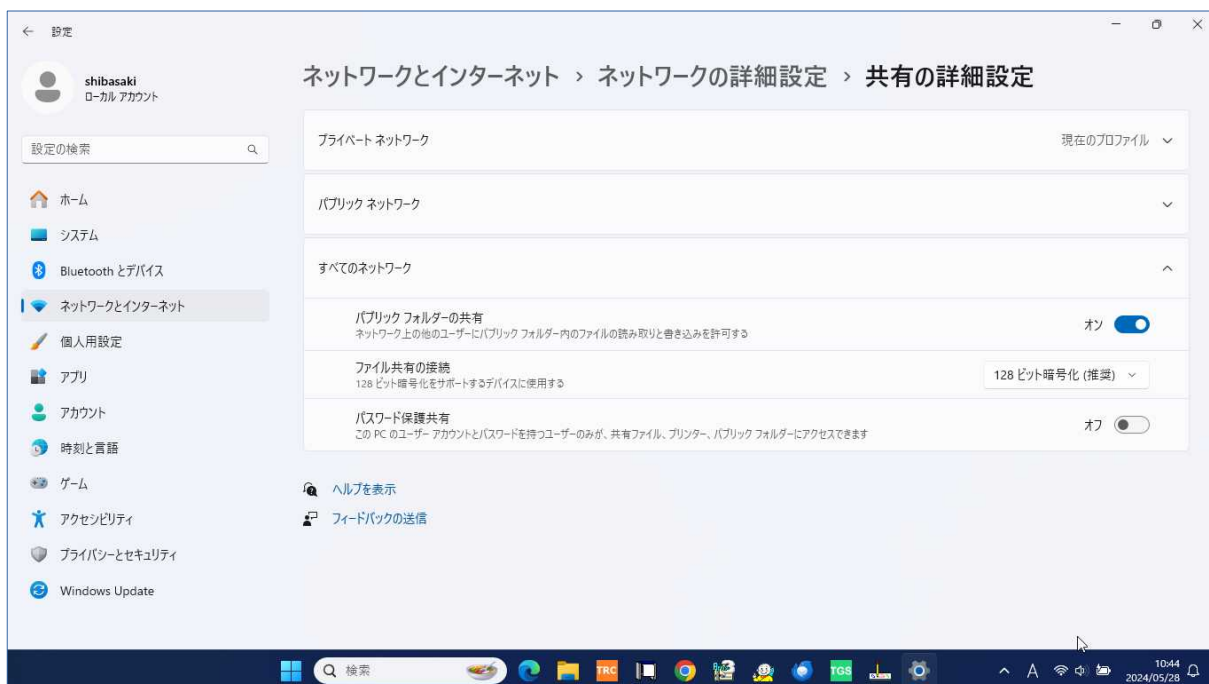 設定
shibasaki
ローカル アカウント
設定の検索
ホーム
システム
Bluetooth とデバイス
ネットワークとインターネット
個人用設定
アプリ
アカウント
時刻と言語
ゲーム
アクセシビリティ
プライバシーとセキュリティ
Windows Update
ネットワークとインターネット › ネットワークの詳細設定 › 共有の詳細設定
プライベート ネットワーク 現在のプロファイル
パブリック ネットワーク
すべてのネットワーク
パブリック フォルダーの共有
ネットワーク上の他のユーザーにパブリック フォルダー内のファイルの読み取りと書き込みを許可する
オン
ファイル共有の接続
128 ビット暗号化をサポートするデバイスに使用する
128 ビット暗号化 (推奨)
パスワード保護共有
この PC のユーザー アカウントとパスワードを持つユーザーのみが、共有ファイル、プリンター、パブリック フォルダーにアクセスできます
オフ
ヘルプを表示
フィードバックの送信
検索
TRC
TGS
A
10:44
2024/05/28